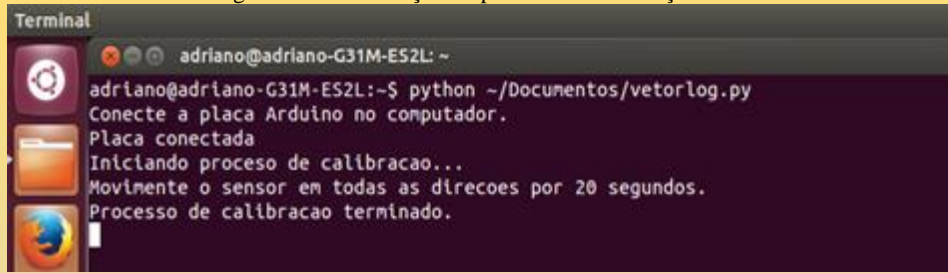 Terminal
adriano@adriano-G31M-ES2L: ~
adriano@adriano-G31M-ES2L:~$ python ~/Documentos/vetorlog.py
Conecte a placa Arduino no computador.
Placa conectada
Iniciando proceso de calibracao...
Movimente o sensor em todas as direcoes por 20 segundos.
Processo de calibracao terminado.